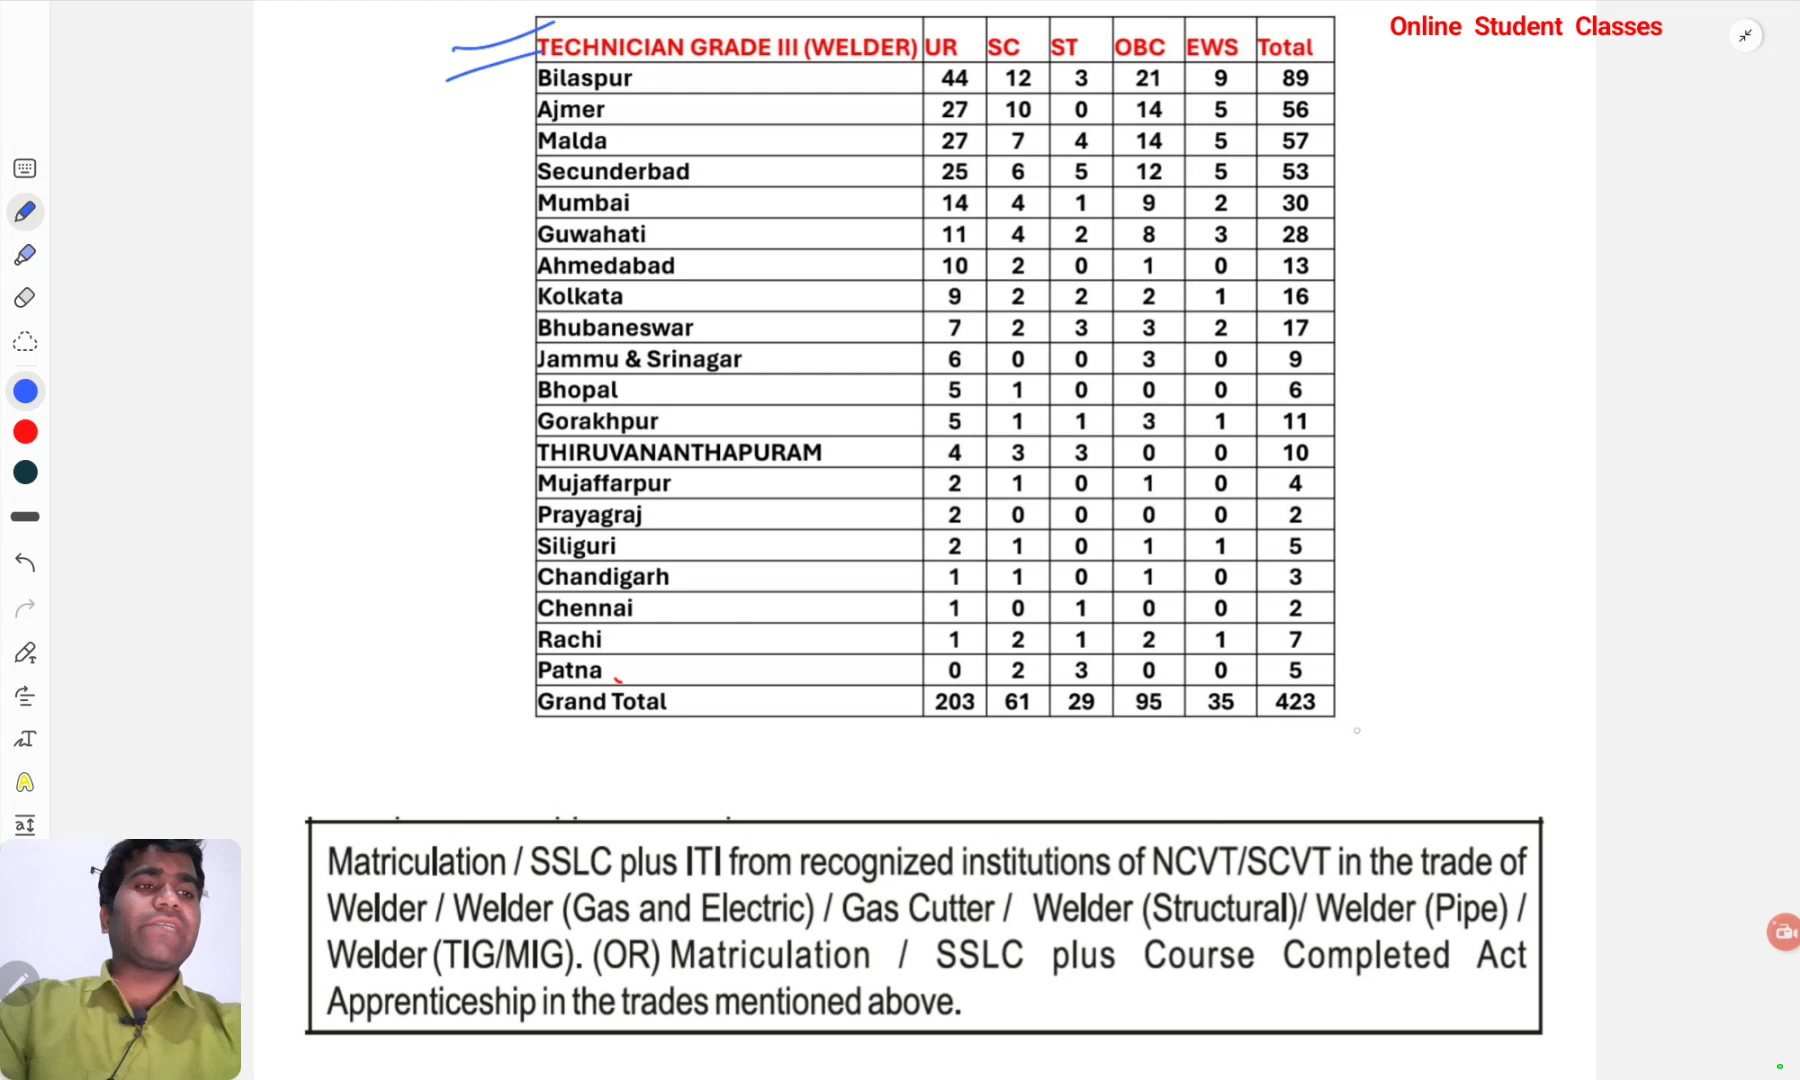 Online Student Classes
TECHNICIAN GRADE III (WELDER) UR SC ST OBC EWS Total
Bilaspur 44 12 3 21 9 89
Ajmer 27 10 0 14 5 56
Malda 27 7 4 14 5 57
Secunderbad 25 6 5 12 5 53
Mumbai 14 4 1 9 2 30
Guwahati 11 4 2 8 3 28
Ahmedabad 10 2 0 1 0 13
Kolkata 9 2 2 2 1 16
Bhubaneswar 7 2 3 3 2 17
Jammu & Srinagar 6 0 0 3 0 9
Bhopal 5 1 0 0 0 6
Gorakhpur 5 1 1 3 1 11
THIRUVANANTHAPURAM 4 3 3 0 0 10
Mujaffarpur 2 1 0 1 0 4
Prayagraj 2 0 0 0 0 2
Siliguri 2 1 0 1 1 5
Chandigarh 1 1 0 1 0 3
Chennai 1 0 1 0 0 2
Rachi 1 2 1 2 1 7
Patna 0 2 3 0 0 5
Grand Total 203 61 29 95 35 423
Matriculation / SSLC plus ITI from recognized institutions of NCVT/SCVT in the trade of
Welder / Welder (Gas and Electric) / Gas Cutter / Welder (Structural)/ Welder (Pipe) /
Welder (TIG/MIG). (OR) Matriculation / SSLC plus Course Completed Act
Apprenticeship in the trades mentioned above.